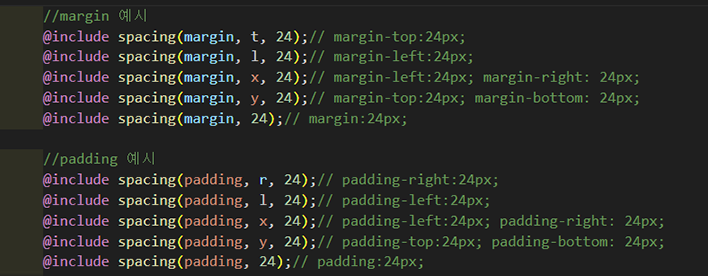 //margin 예시
@include spacing(margin, t, 24);// margin-top:24px;
@include spacing(margin, l, 24);// margin-left:24px;
@include spacing(margin, x, 24);// margin-left:24px; margin-right: 24px;
@include spacing(margin, y, 24);// margin-top:24px; margin-bottom: 24px;
@include spacing(margin, 24);// margin:24px;
//padding 예시
@include spacing(padding, r, 24);// padding-right:24px;
@include spacing(padding, l, 24);// padding-left:24px;
@include spacing(padding, x, 24);// padding-left:24px; padding-right: 24px;
@include spacing(padding, y, 24);// padding-top:24px; padding-bottom: 24px;
@include spacing(padding, 24);// padding:24px;